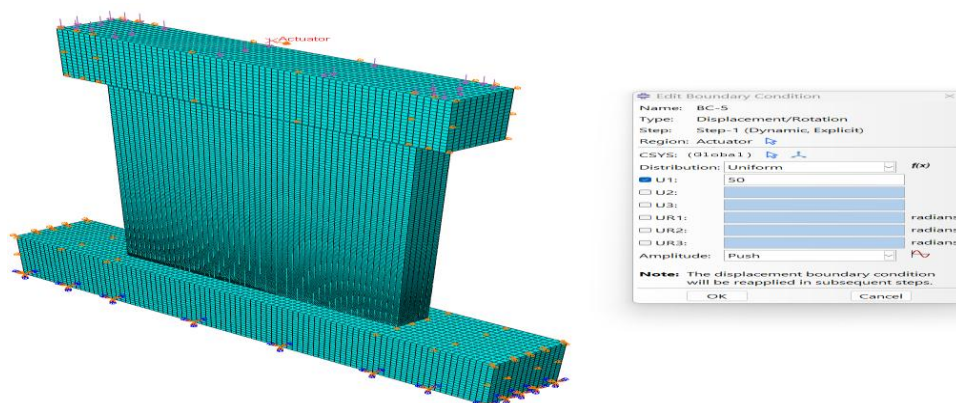 Actuator
Edit Boundary Condition
Name: BC-5
Type: Displacement/Rotation
Step: Step-1 (Dynamic, Explicit)
Region: Actuator
CSYS: (Global)
Distribution: Uniform f(x)
U1: 50
U2:
U3:
UR1: radians
UR2: radians
UR3: radians
Amplitude: Push
Note: The displacement boundary condition
will be reapplied in subsequent steps.
OK Cancel